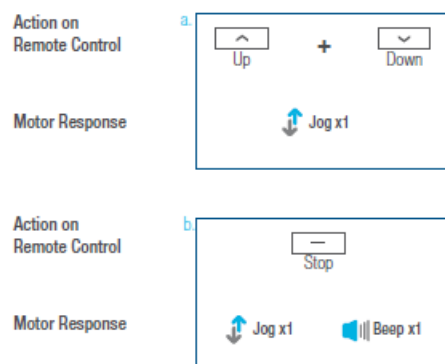 Action on
Remote Control
a.
Up
+
Down
Motor Response
Jog x1
Action on
Remote Control
b.
Stop
Motor Response
Jog x1
Beep x1